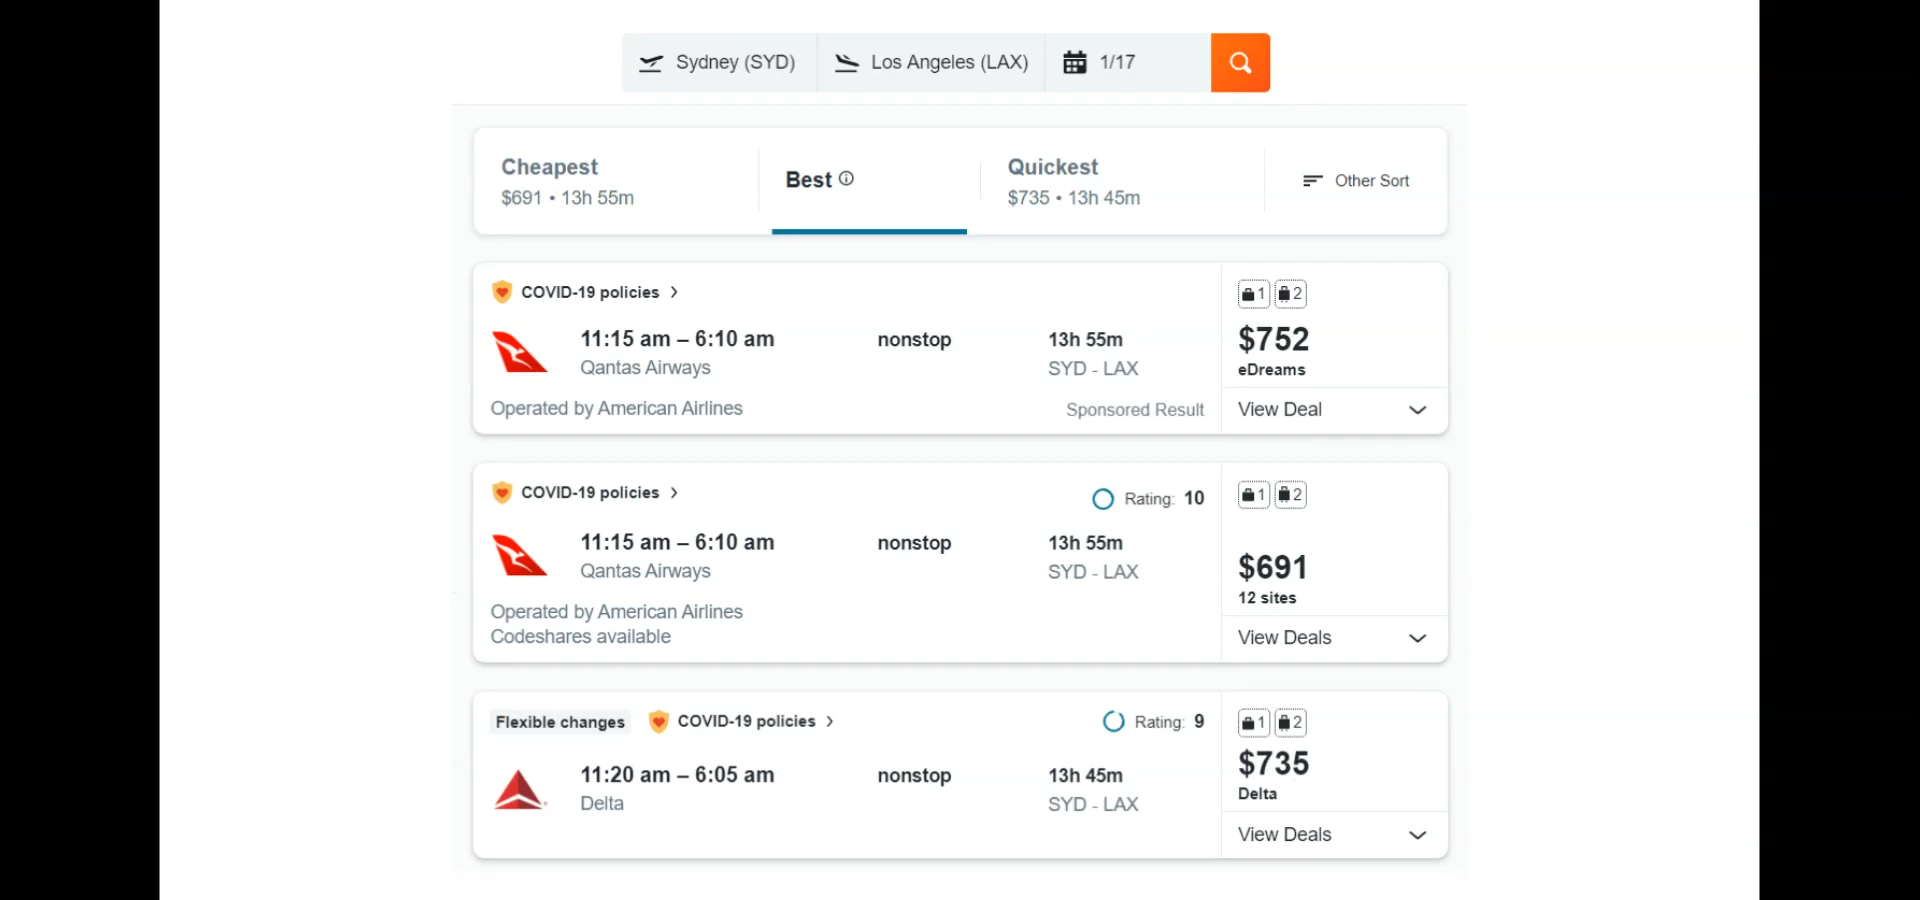 Sydney (SYD) Los Angeles (LAX) 1/17
Cheapest
$691 • 13h 55m
Best
Quickest
$735 • 13h 45m
Other Sort
COVID-19 policies
11:15 am – 6:10 am nonstop 13h 55m
Qantas Airways SYD - LAX
Operated by American Airlines Sponsored Result
1 2
$752
eDreams
View Deal
COVID-19 policies Rating: 10
11:15 am – 6:10 am nonstop 13h 55m
Qantas Airways SYD - LAX
Operated by American Airlines
Codeshares available
1 2
$691
12 sites
View Deals
Flexible changes COVID-19 policies Rating: 9
11:20 am – 6:05 am nonstop 13h 45m
Delta SYD - LAX
1 2
$735
Delta
View Deals